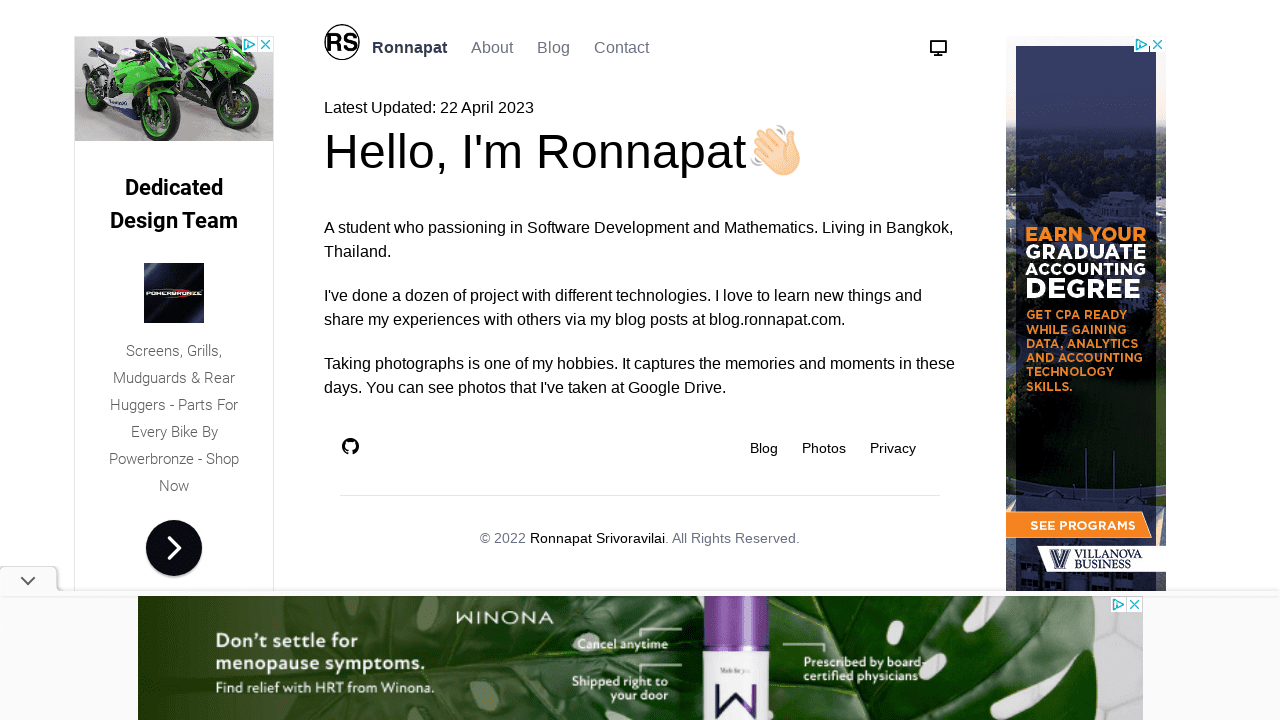 RS
Ronnapat About Blog Contact
Latest Updated: 22 April 2023
Hello, I'm Ronnapat
A student who passioning in Software Development and Mathematics. Living in Bangkok,
Thailand.
I've done a dozen of project with different technologies. I love to learn new things and
share my experiences with others via my blog posts at blog.ronnapat.com.
Taking photographs is one of my hobbies. It captures the memories and moments in these
days. You can see photos that I've taken at Google Drive.
Blog Photos Privacy
© 2022 Ronnapat Srivoravilai. All Rights Reserved.
Dedicated
Design Team
POWERBRONZE
Screens, Grills,
Mudguards & Rear
Huggers - Parts For
Every Bike By
Powerbronze - Shop
Now
EARN YOUR
GRADUATE
ACCOUNTING
DEGREE
GET CPA READY
WHILE GAINING
DATA, ANALYTICS
AND ACCOUNTING
TECHNOLOGY
SKILLS.
SEE PROGRAMS
VILLANOVA
BUSINESS
WINONA
Don't settle for
menopause symptoms.
Find relief with HRT from Winona.
Cancel anytime
Shipped right to
your door
Made for you.
W
Prescribed by board-
certified physicians